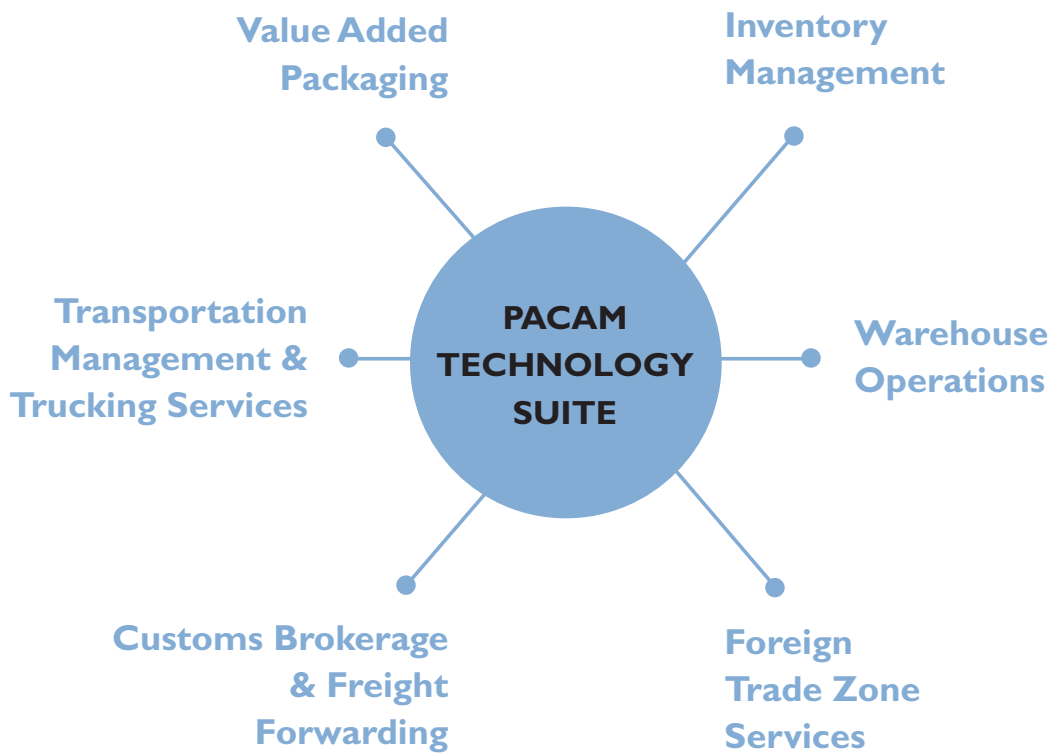 Value Added
Packaging
Inventory
Management
Transportation
Management &
Trucking Services
PACAM
TECHNOLOGY
SUITE
Warehouse
Operations
Customs Brokerage
& Freight
Forwarding
Foreign
Trade Zone
Services